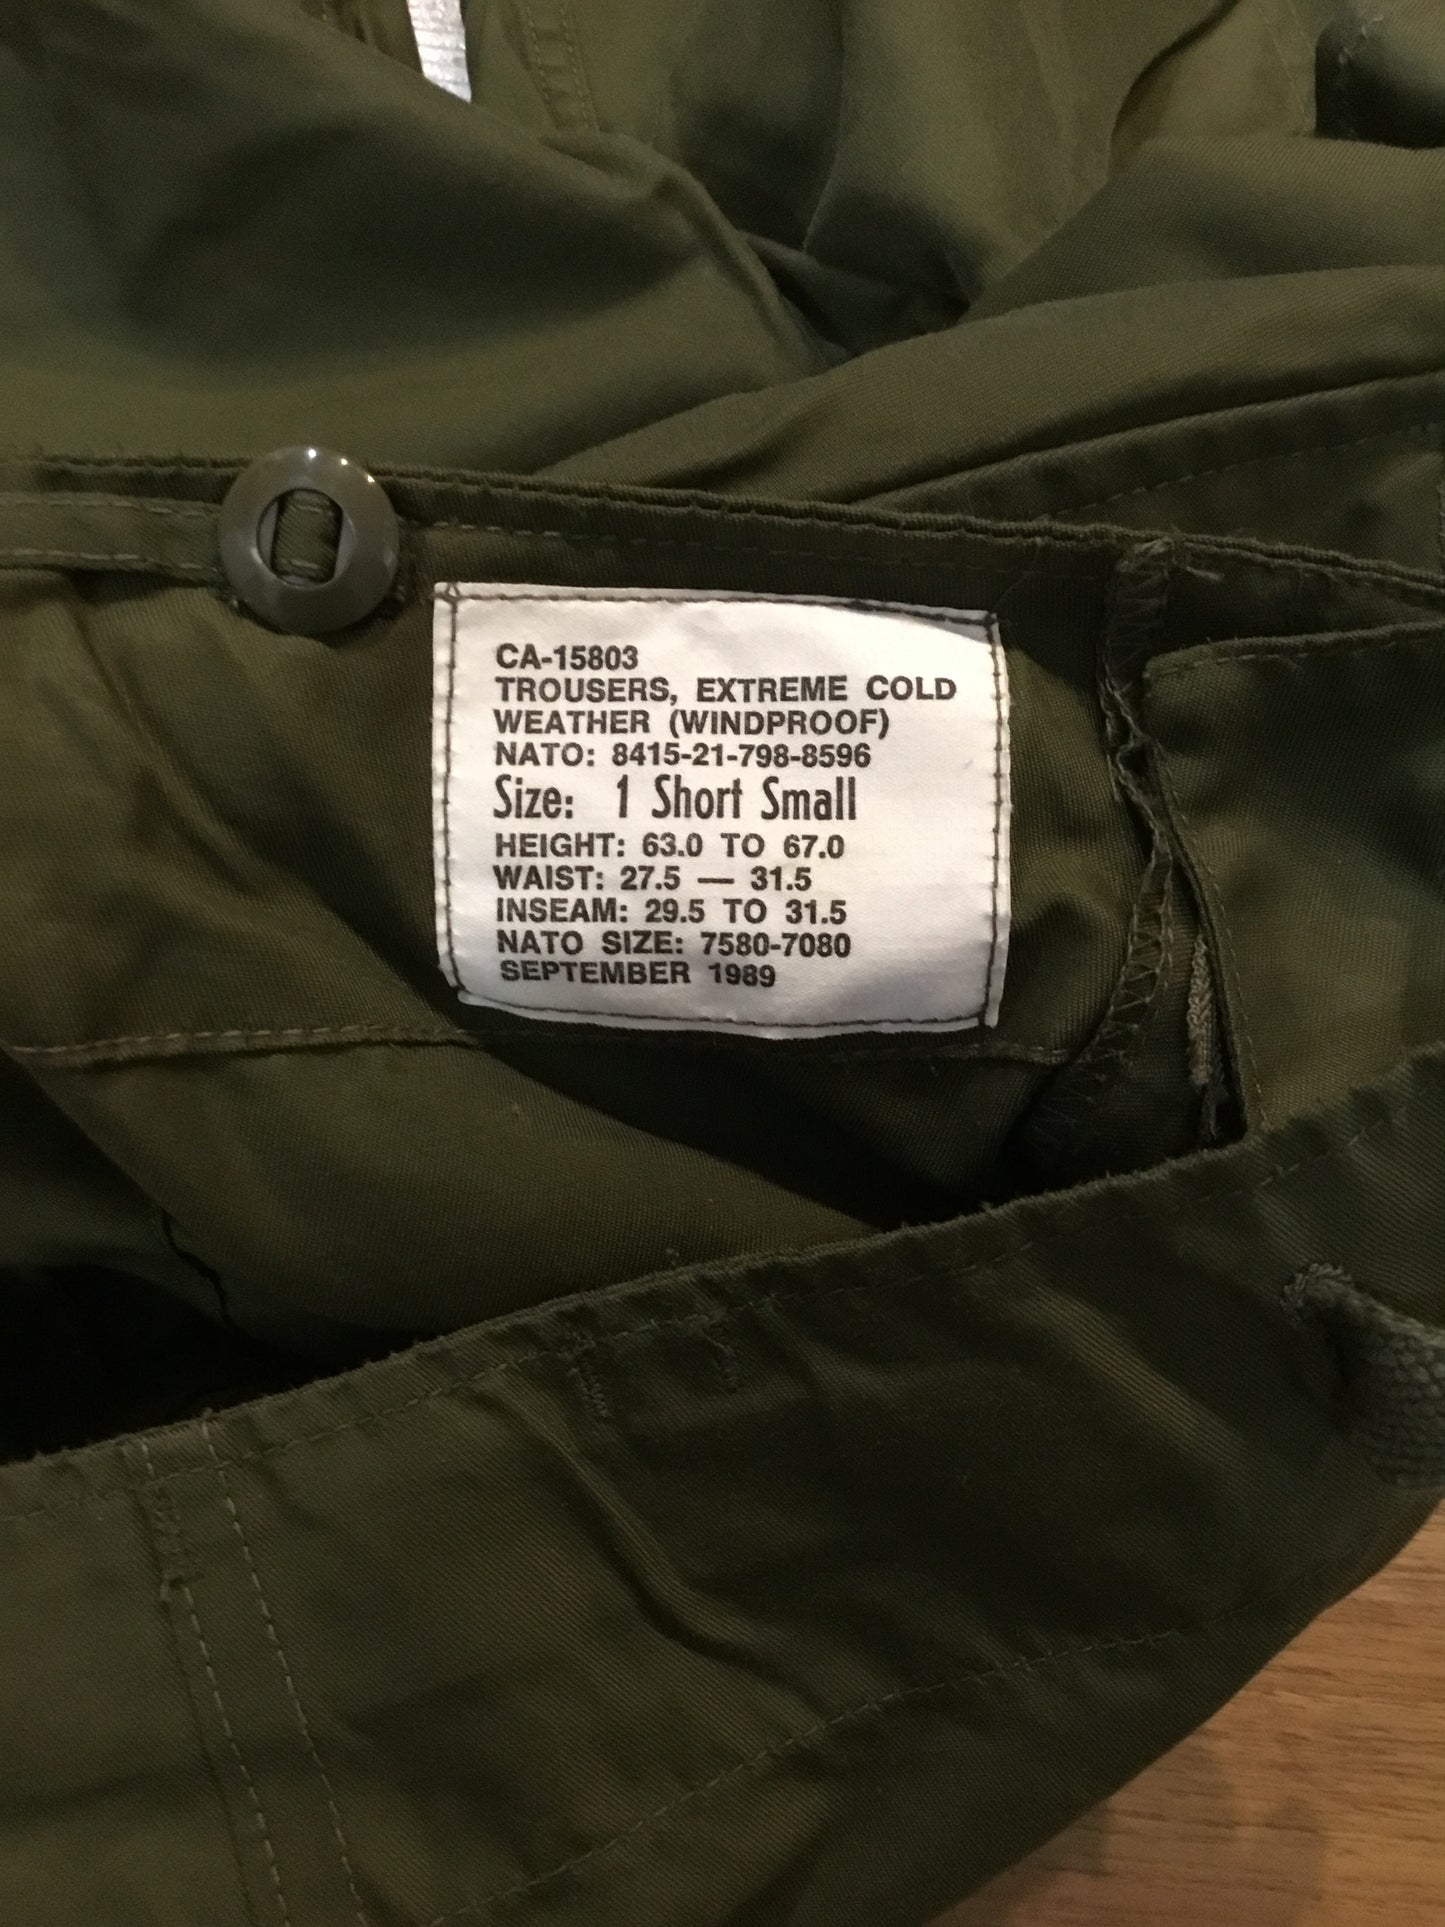 CA-15803
TROUSERS, EXTREME COLD
WEATHER (WINDPROOF)
NATO: 8415-21-798-8596
Size: 1 Short Small
HEIGHT: 63.0 TO 67.0
WAIST: 27.5 — 31.5
INSEAM: 29.5 TO 31.5
NATO SIZE: 7580-7080
SEPTEMBER 1989